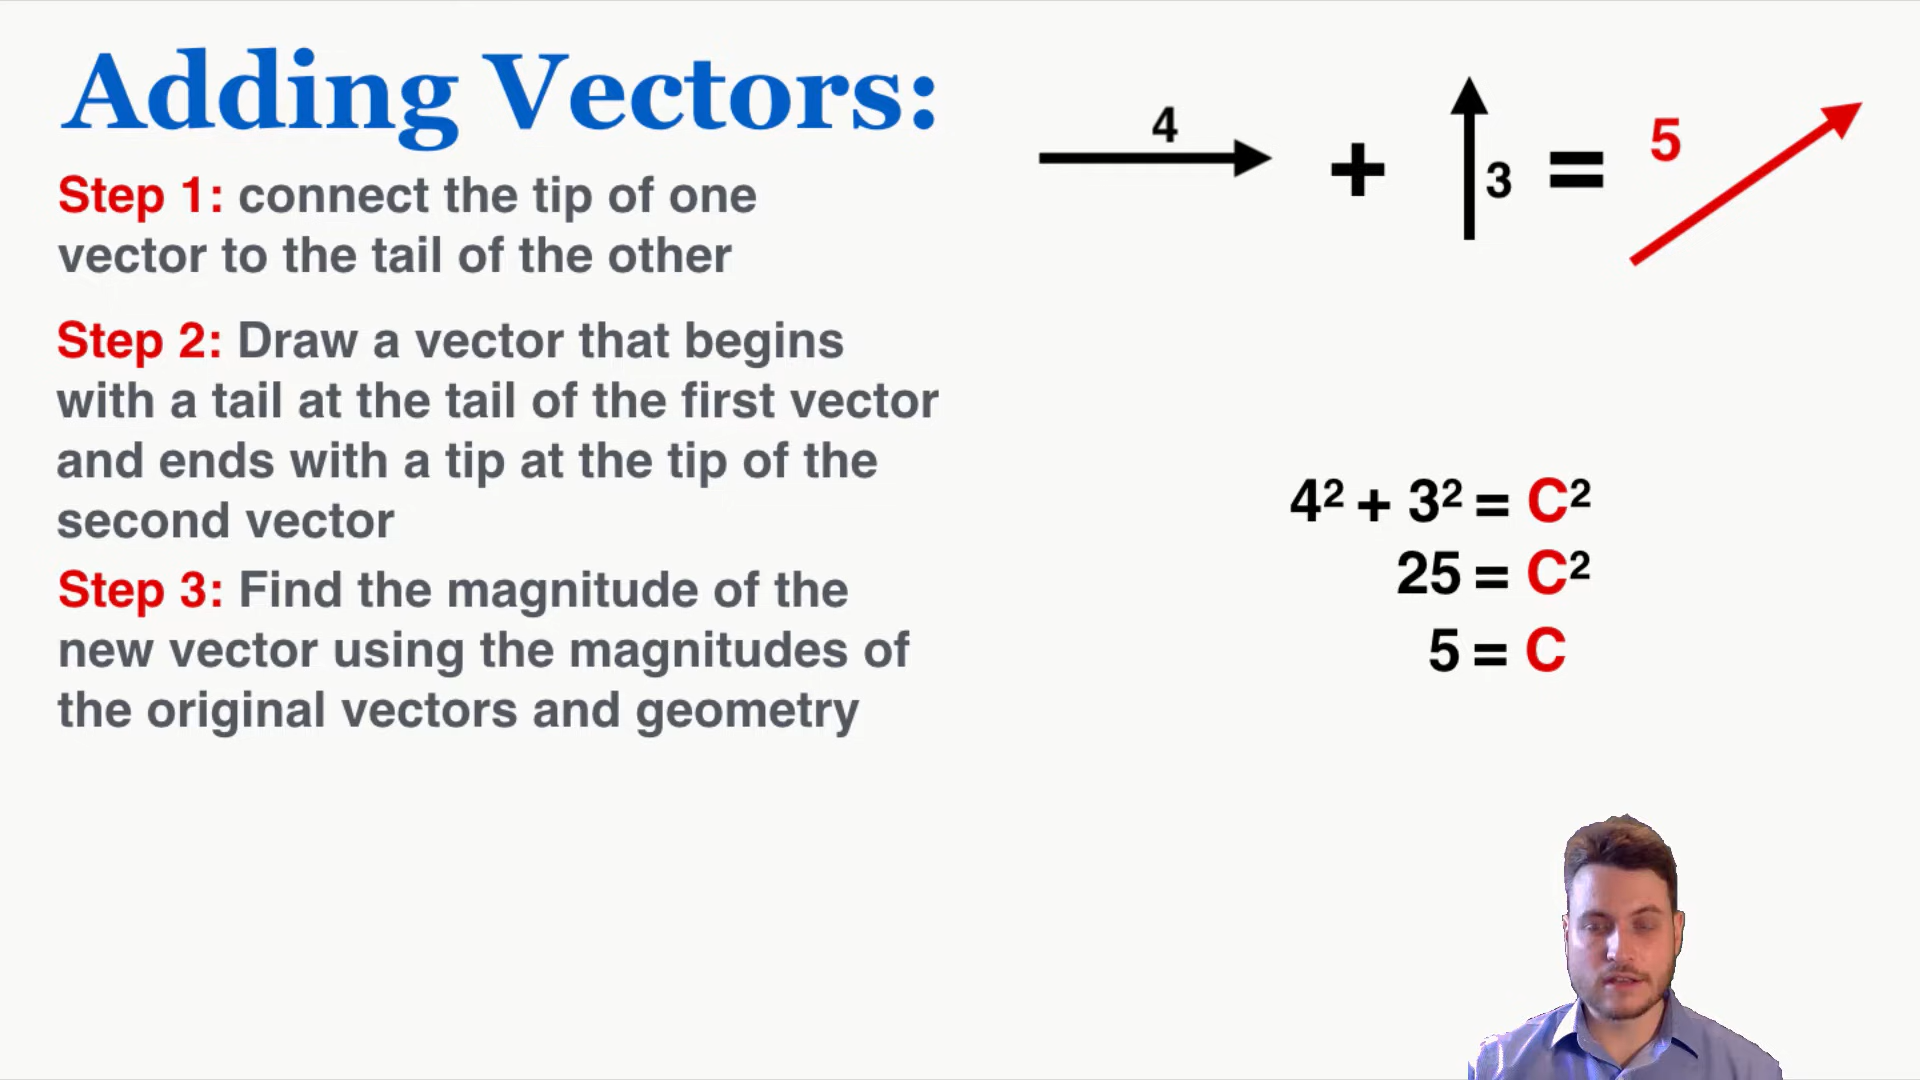 Adding Vectors:
Step 1: connect the tip of one
vector to the tail of the other
Step 2: Draw a vector that begins
with a tail at the tail of the first vector
and ends with a tip at the tip of the
second vector
Step 3: Find the magnitude of the
new vector using the magnitudes of
the original vectors and geometry
4 + 3 = 5
4² + 3² = C²
25 = C²
5 = C